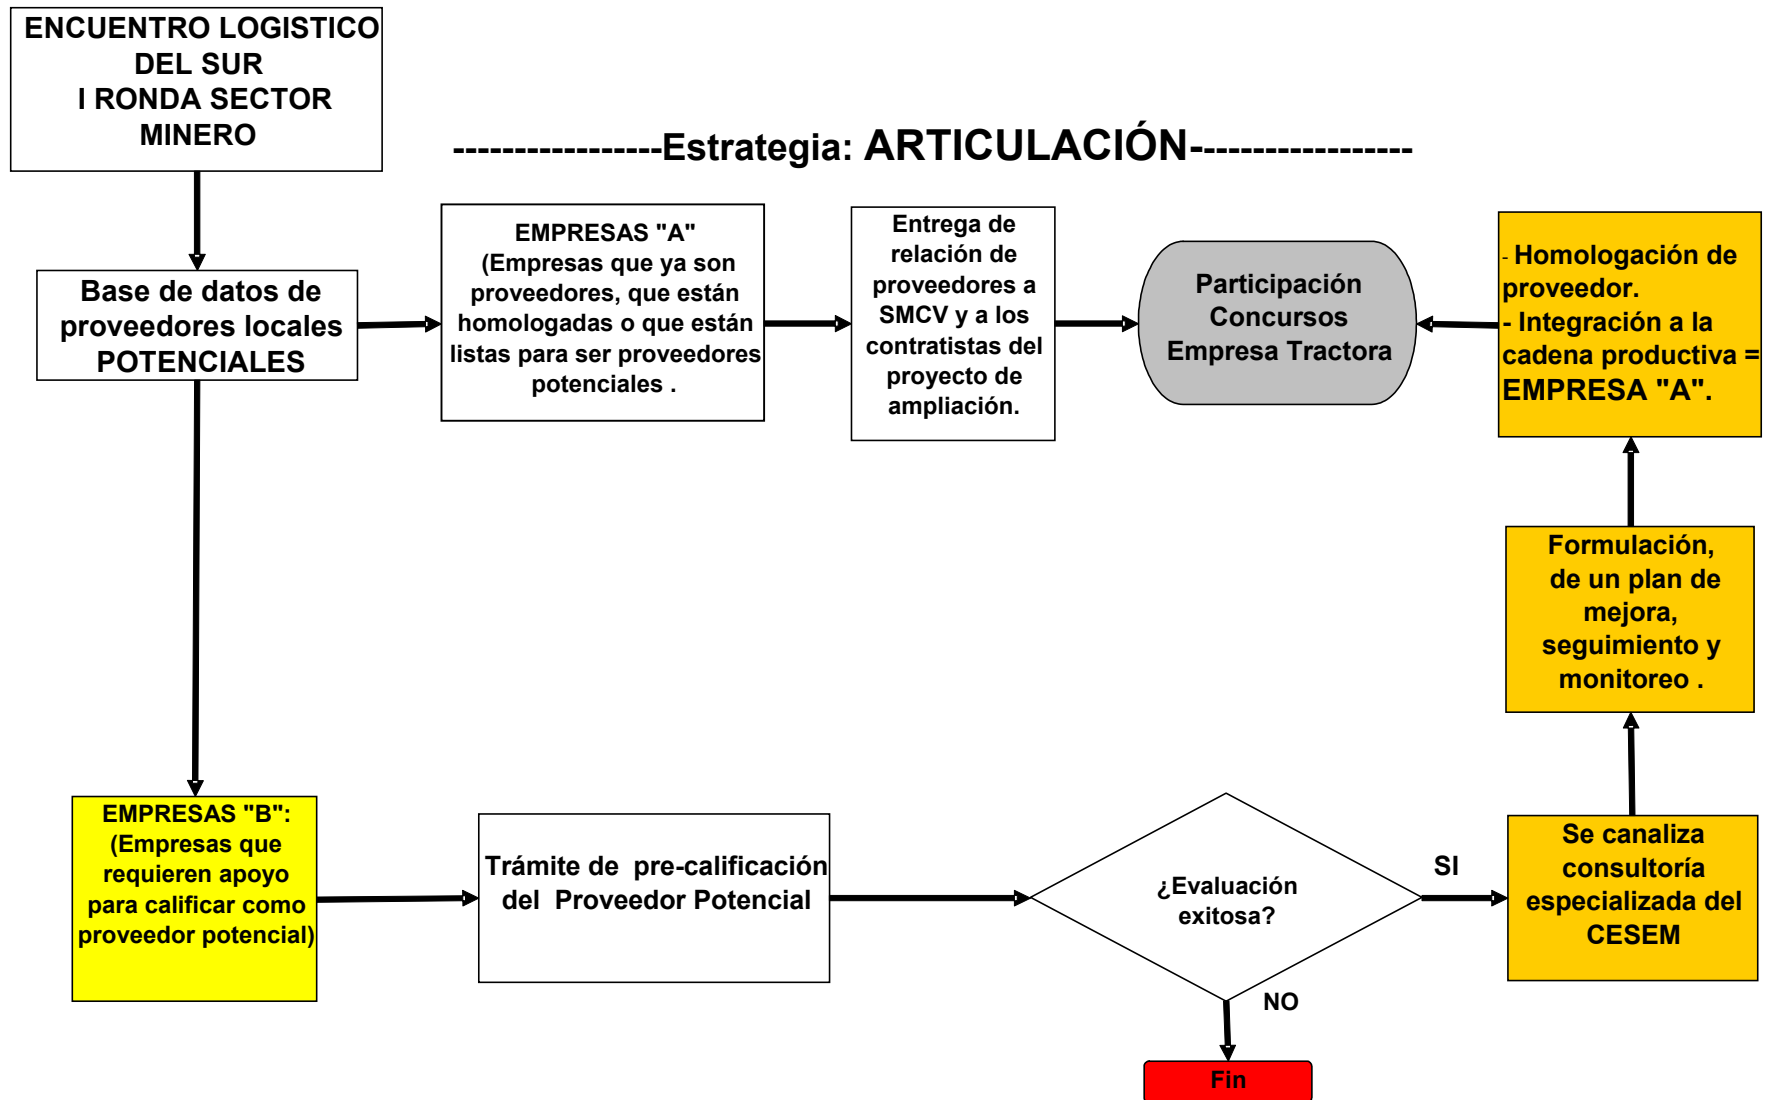 ENCUENTRO LOGISTICO
DEL SUR
I RONDA SECTOR
MINERO
-----------------Estrategia: ARTICULACIÓN------------------
Base de datos de
proveedores locales
POTENCIALES
EMPRESAS "A"
(Empresas que ya son
proveedores, que están
homologadas o que están
listas para ser proveedores
potenciales .
Entrega de
relación de
proveedores a
SMCV y a los
contratistas del
proyecto de
ampliación.
Participación
Concursos
Empresa Tractora
- Homologación de
proveedor.
- Integración a la
cadena productiva =
EMPRESA "A".
Formulación,
de un plan de
mejora,
seguimiento y
monitoreo .
EMPRESAS "B":
(Empresas que
requieren apoyo
para calificar como
proveedor potencial)
Trámite de pre-calificación
del Proveedor Potencial
¿Evaluación
exitosa?
SI
NO
Se canaliza
consultoría
especializada del
CESEM
Fin